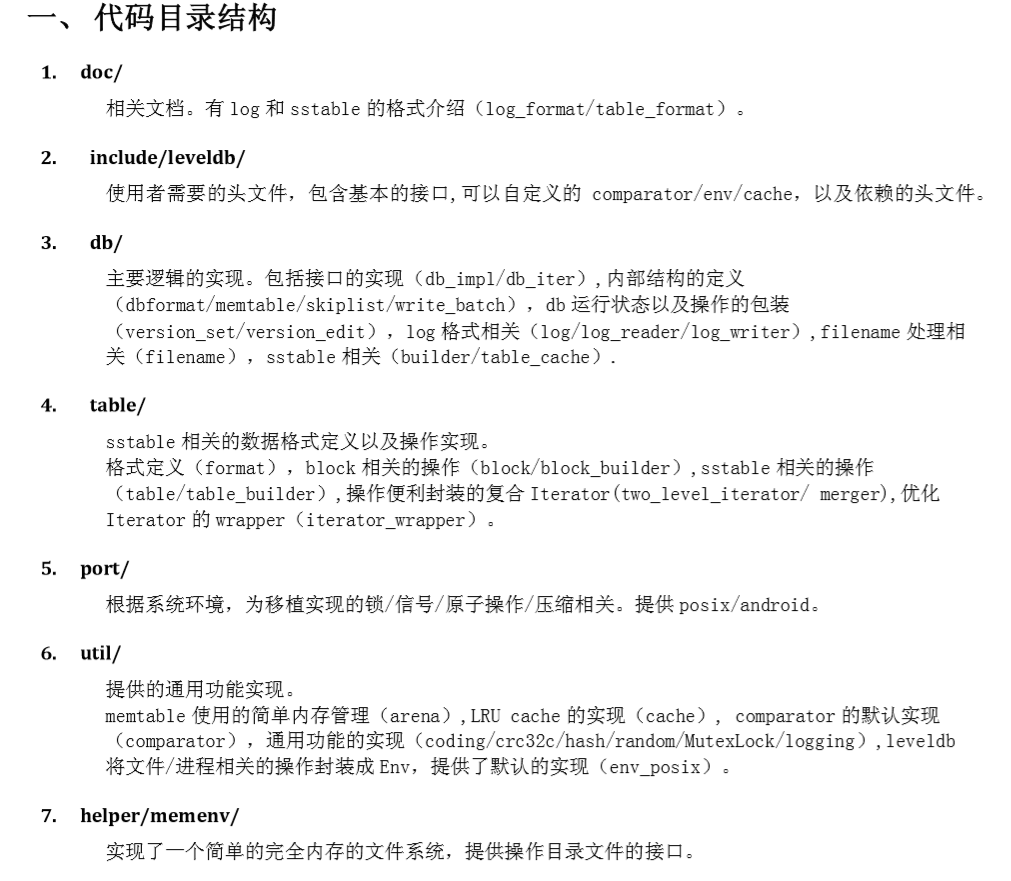 一、 代码目录结构
1. doc/
相关文档。有 log 和 sstable 的格式介绍（log_format/table_format）。
2. include/leveldb/
使用者需要的头文件，包含基本的接口,可以自定义的 comparator/env/cache，以及依赖的头文件。
3. db/
主要逻辑的实现。包括接口的实现（db_impl/db_iter）,内部结构的定义
（dbformat/memtable/skiplist/write_batch），db 运行状态以及操作的包装
（version_set/version_edit），log 格式相关（log/log_reader/log_writer）,filename 处理相
关（filename），sstable 相关（builder/table_cache）.
4. table/
sstable 相关的数据格式定义以及操作实现。
格式定义（format），block 相关的操作（block/block_builder）,sstable 相关的操作
（table/table_builder）,操作便利封装的复合 Iterator(two_level_iterator/ merger),优化
Iterator 的 wrapper（iterator_wrapper）。
5. port/
根据系统环境，为移植实现的锁/信号/原子操作/压缩相关。提供 posix/android。
6. util/
提供的通用功能实现。
memtable 使用的简单内存管理（arena）,LRU cache 的实现（cache）, comparator 的默认实现
（comparator），通用功能的实现（coding/crc32c/hash/random/MutexLock/logging）,leveldb
将文件/进程相关的操作封装成 Env，提供了默认的实现（env_posix）。
7. helper/memenv/
实现了一个简单的完全内存的文件系统，提供操作目录文件的接口。